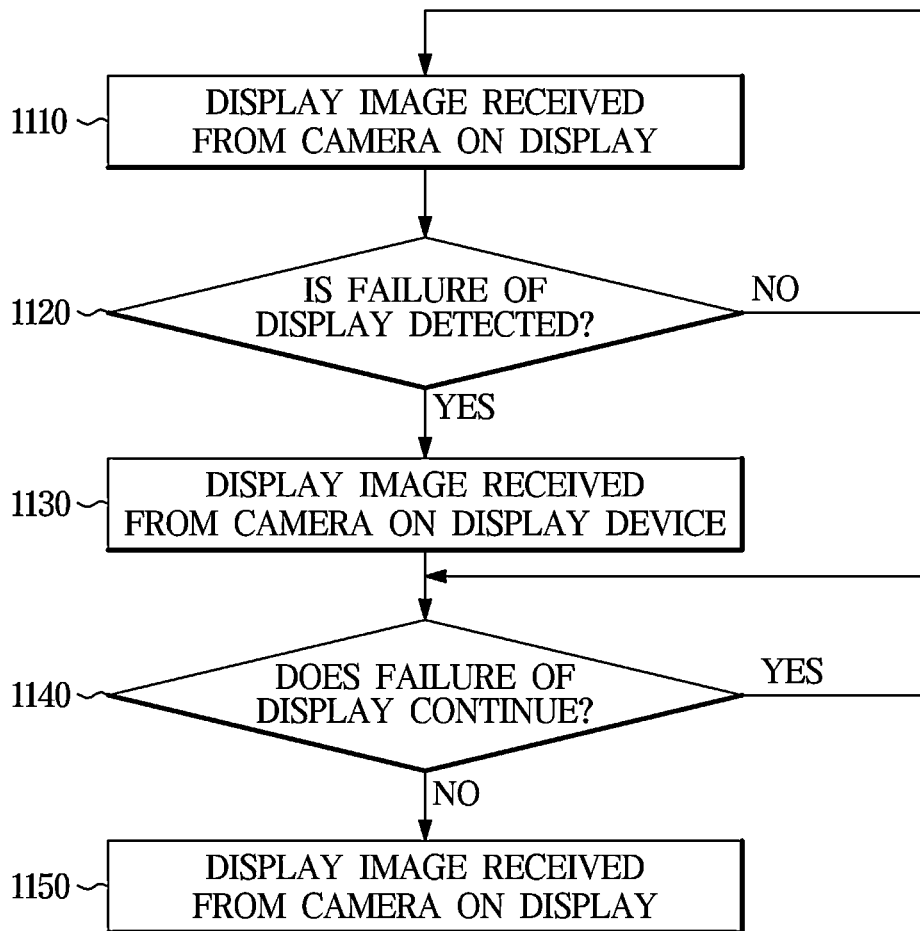 1110
DISPLAY IMAGE RECEIVED
FROM CAMERA ON DISPLAY
1120
IS FAILURE OF
DISPLAY DETECTED?
NO
YES
1130
DISPLAY IMAGE RECEIVED
FROM CAMERA ON DISPLAY DEVICE
1140
DOES FAILURE OF
DISPLAY CONTINUE?
YES
NO
1150
DISPLAY IMAGE RECEIVED
FROM CAMERA ON DISPLAY